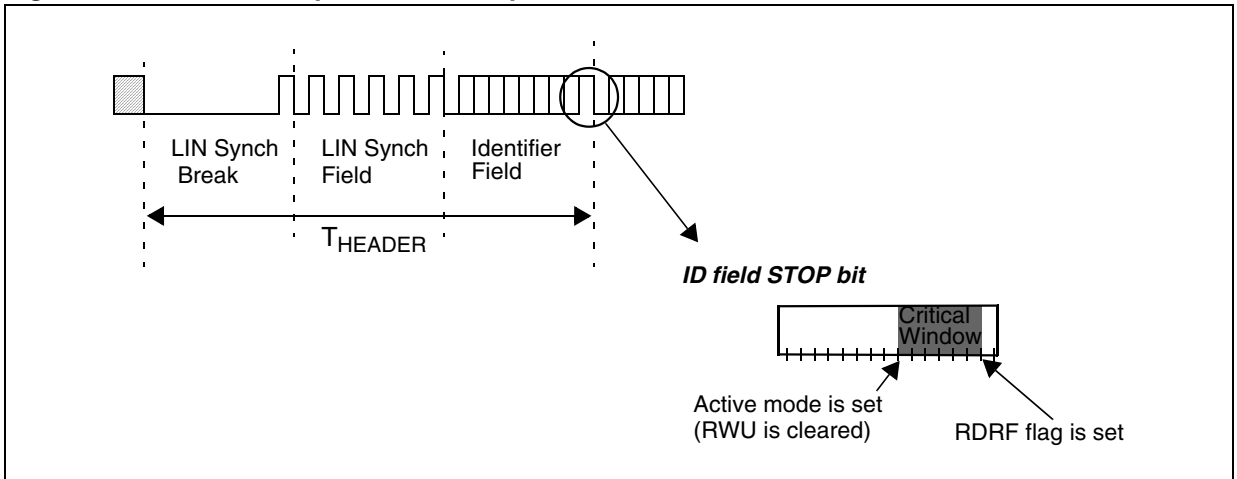 LIN Synch
Break
LIN Synch
Field
Identifier
Field
THEADER
ID field STOP bit
Critical
Window
Active mode is set
(RWU is cleared)
RDRF flag is set